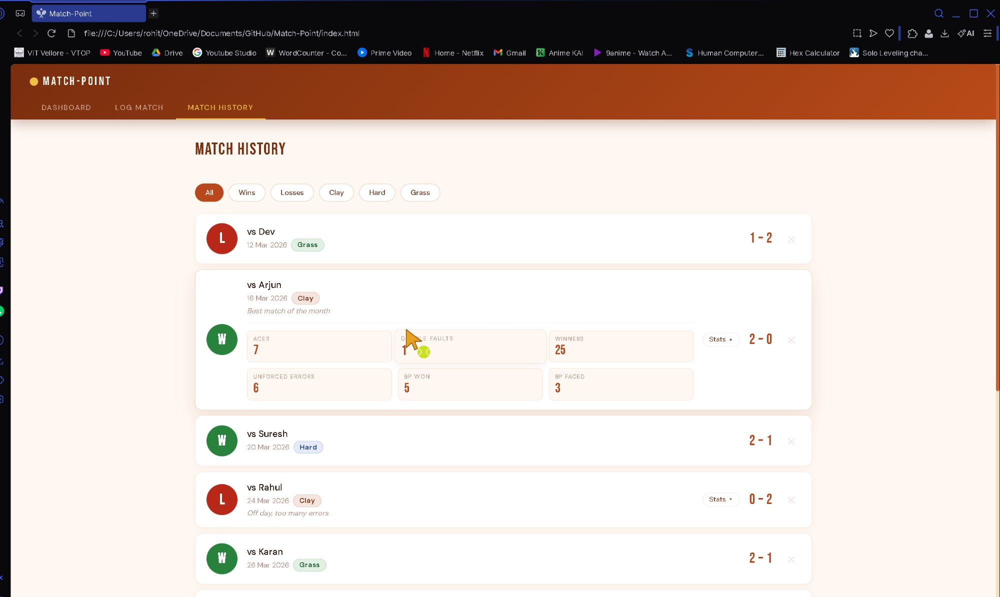 Match-Point
file:///C:/Users/rohit/OneDrive/Documents/GitHub/Match-Point/index.html
AI
VIT Vellore - VTOP YouTube Drive Youtube Studio WordCounter - Co... Prime Video Home - Netflix Gmail Anime KAI 9anime - Watch A... Human Computer... Hex Calculator Solo Leveling cha...
MATCH-POINT
DASHBOARD LOG MATCH MATCH HISTORY
MATCH HISTORY
All Wins Losses Clay Hard Grass
L
vs Dev
12 Mar 2026 Grass
1 - 2
vs Arjun
16 Mar 2026 Clay
Best match of the month
W
ACES
7
FAULTS
1
WINNERS
25
UNFORCED ERRORS
6
BP WON
5
BP FACED
3
Stats
2 - 0
W
vs Suresh
20 Mar 2026 Hard
2 - 1
L
vs Rahul
24 Mar 2026 Clay
Off day, too many errors
Stats
0 - 2
W
vs Karan
26 Mar 2026 Grass
2 - 1